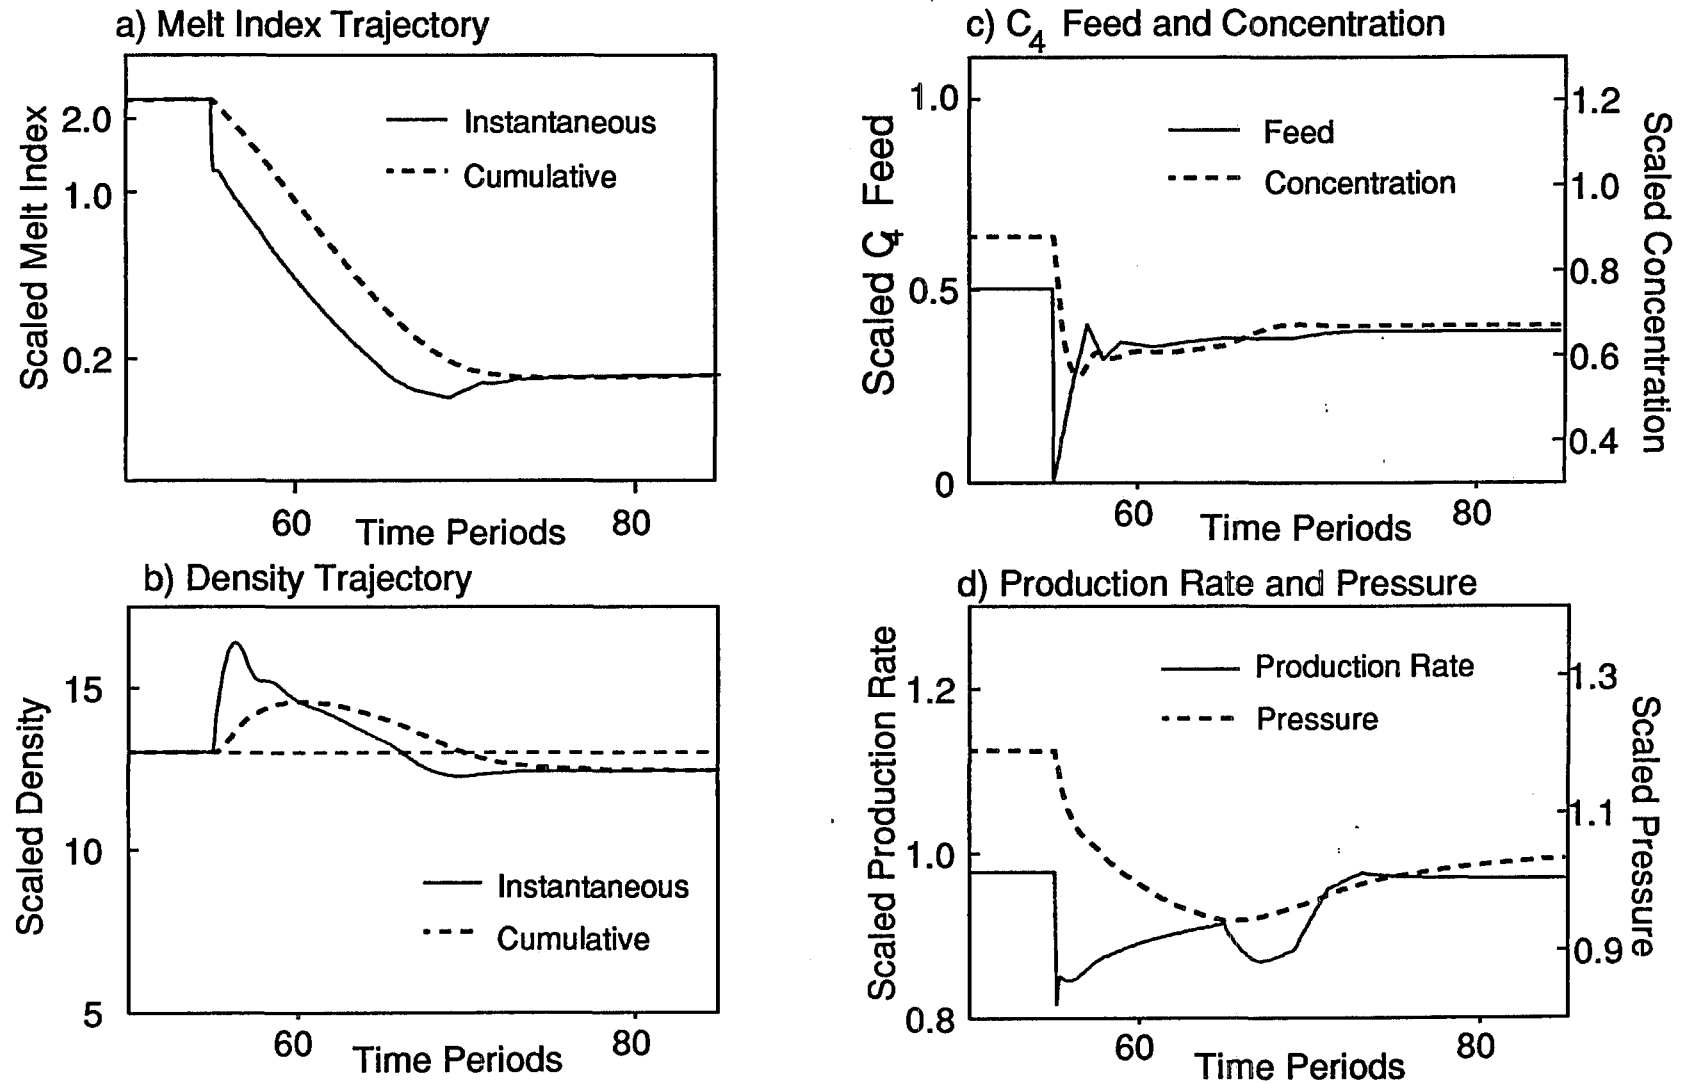 a) Melt Index Trajectory
Scaled Melt Index
2.0
1.0
0.2
Instantaneous
Cumulative
60
80
Time Periods
c) C4 Feed and Concentration
Scaled C4 Feed
1.0
0.5
0
Feed
Concentration
1.2
1.0
0.8
0.6
0.4
Scaled Concentration
60
80
Time Periods
b) Density Trajectory
Scaled Density
15
10
5
Instantaneous
Cumulative
60
80
Time Periods
d) Production Rate and Pressure
Scaled Production Rate
1.2
1.0
0.8
Production Rate
Pressure
1.3
1.1
0.9
Scaled Pressure
60
80
Time Periods